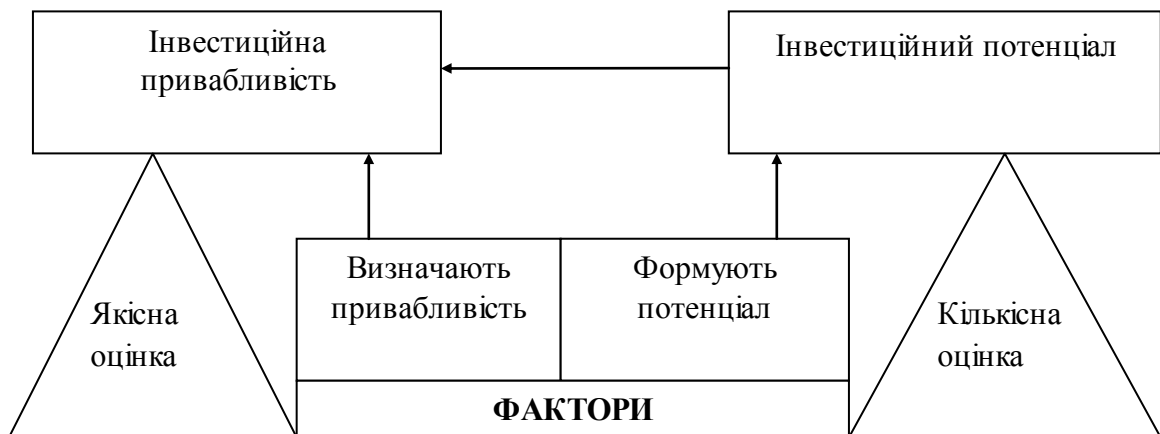 Інвестиційна
привабливість
Інвестиційний потенціал
Визначають
привабливість
Формують
потенціал
Якісна
оцінка
Кількісна
оцінка
ФАКТОРИ